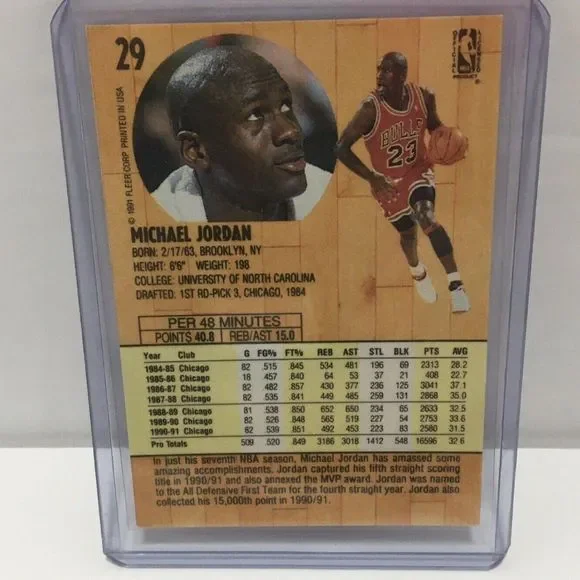 29
© 1991 FLEER CORP. PRINTED IN USA
OFFICIAL LICENSED
NBA
PRODUCT
®
BULLS
23
MICHAEL JORDAN
BORN: 2/17/63, BROOKLYN, NY
HEIGHT: 6'6" WEIGHT: 198
COLLEGE: UNIVERSITY OF NORTH CAROLINA
DRAFTED: 1ST RD-PICK 3, CHICAGO, 1984
PER 48 MINUTES
POINTS 40.8 REB/AST 15.0
Year Club G FG% FT% REB AST STL BLK PTS AVG
1984-85 Chicago 82 .515 .845 534 481 196 69 2313 28.2
1985-86 Chicago 18 .457 .840 64 53 37 21 408 22.7
1986-87 Chicago 82 .482 .857 430 377 236 125 3041 37.1
1987-88 Chicago 82 .535 .841 449 485 259 131 2868 35.0
1988-89 Chicago 81 .538 .850 652 650 234 65 2633 32.5
1989-90 Chicago 82 .526 .848 565 519 227 54 2753 33.6
1990-91 Chicago 82 .539 .851 492 453 223 83 2580 31.5
Pro Totals 509 .520 .849 3186 3018 1412 548 16596 32.6
In just his seventh NBA season, Michael Jordan has amassed some
amazing accomplishments. Jordan captured his fifth straight scoring
title in 1990/91 and also annexed the MVP award. Jordan was named
to the All Defensive First Team for the fourth straight year. Jordan also
collected his 15,000th point in 1990/91.